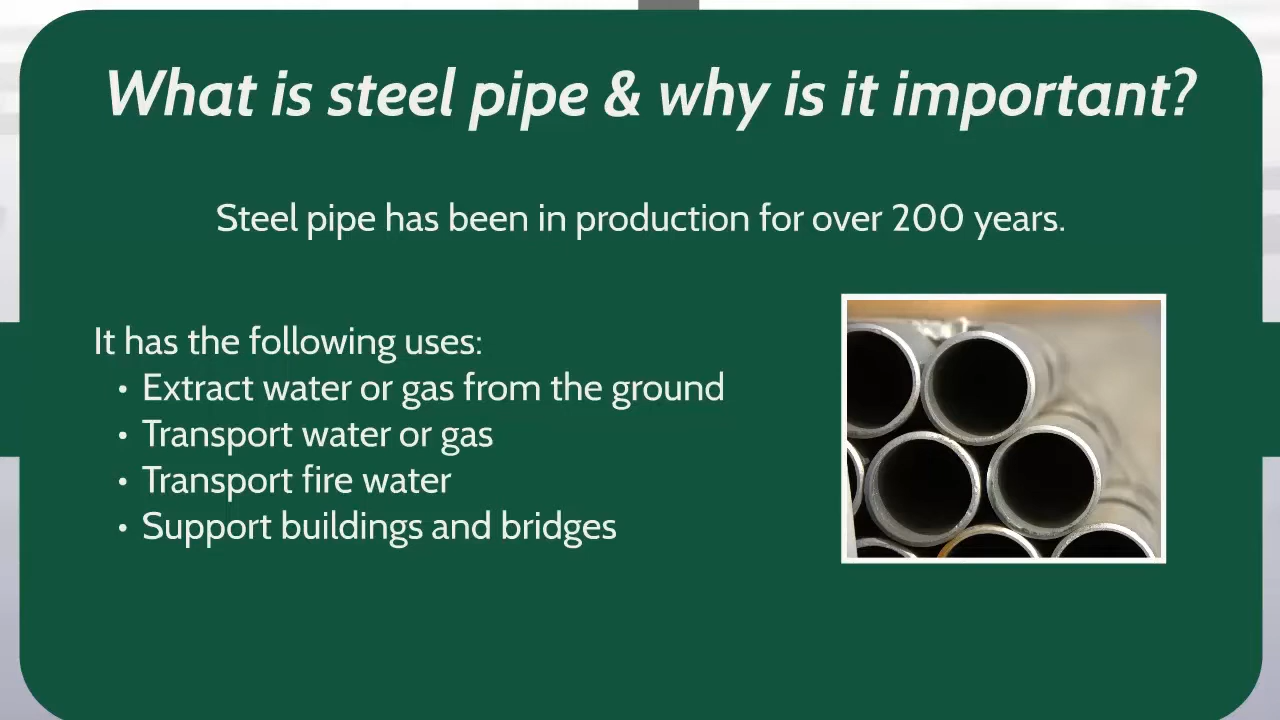 What is steel pipe & why is it important?
Steel pipe has been in production for over 200 years.
It has the following uses:
• Extract water or gas from the ground
• Transport water or gas
• Transport fire water
• Support buildings and bridges